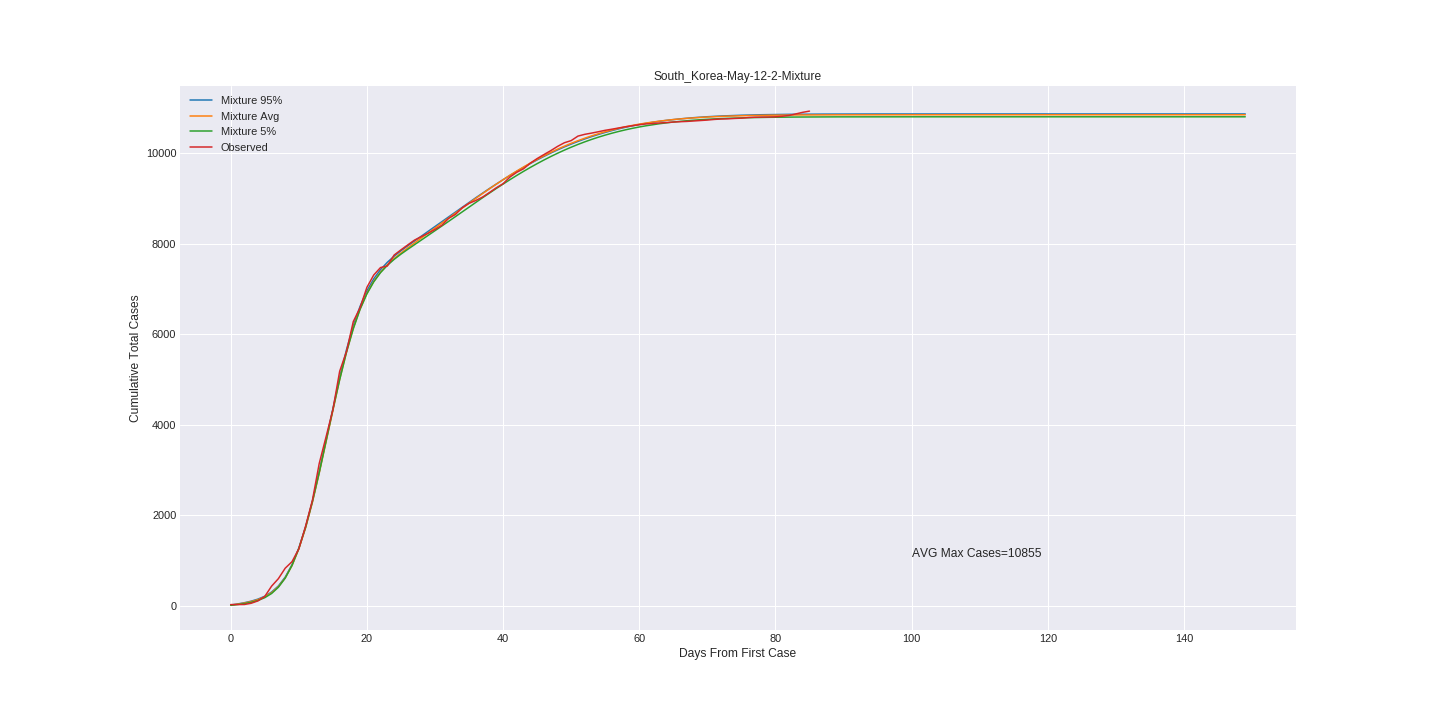 South_Korea-May-12-2-Mixture
Mixture 95%
Mixture Avg
Mixture 5%
Observed
10000
8000
6000
4000
2000
0
Cumulative Total Cases
AVG Max Cases=10855
0 20 40 60 80 100 120 140
Days From First Case